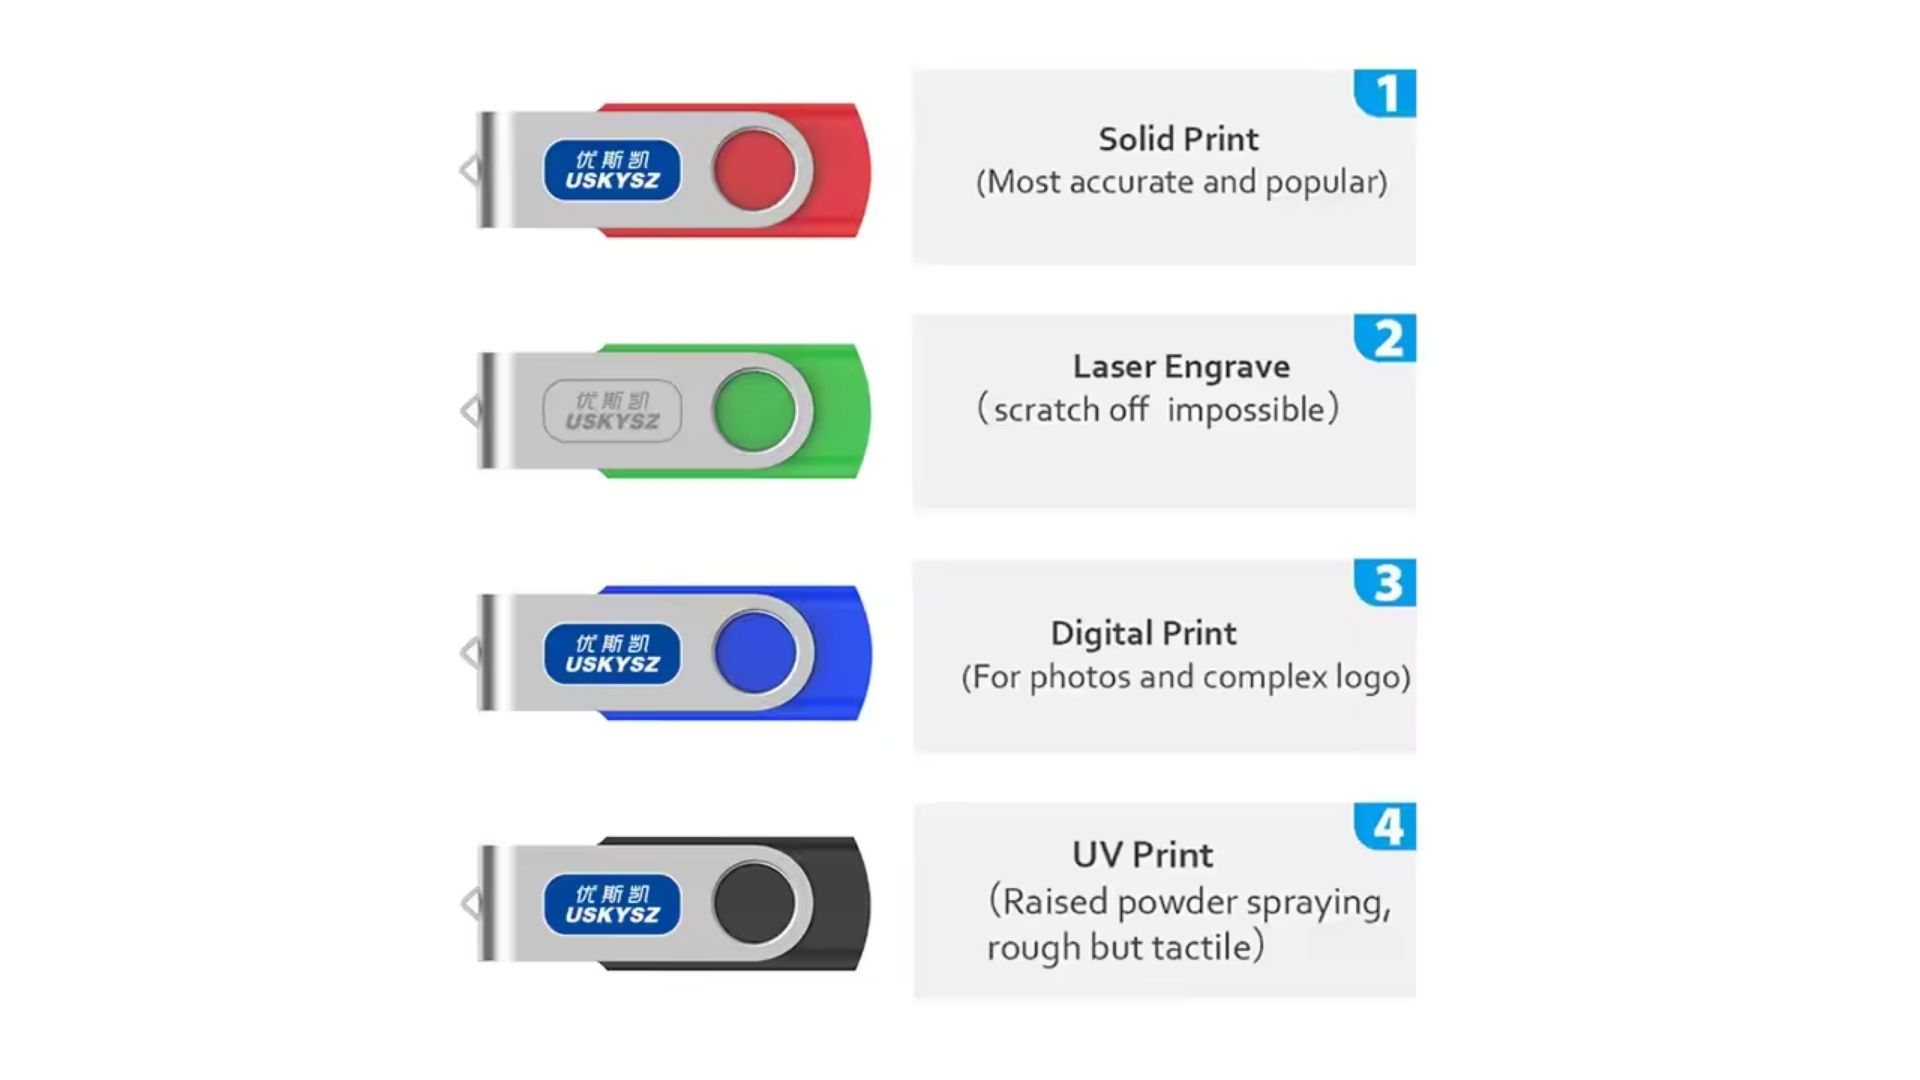 优斯凯
USKYSZ
1
Solid Print
(Most accurate and popular)
优斯凯
USKYSZ
2
Laser Engrave
(scratch off impossible)
优斯凯
USKYSZ
3
Digital Print
(For photos and complex logo)
优斯凯
USKYSZ
4
UV Print
(Raised powder spraying,
rough but tactile)